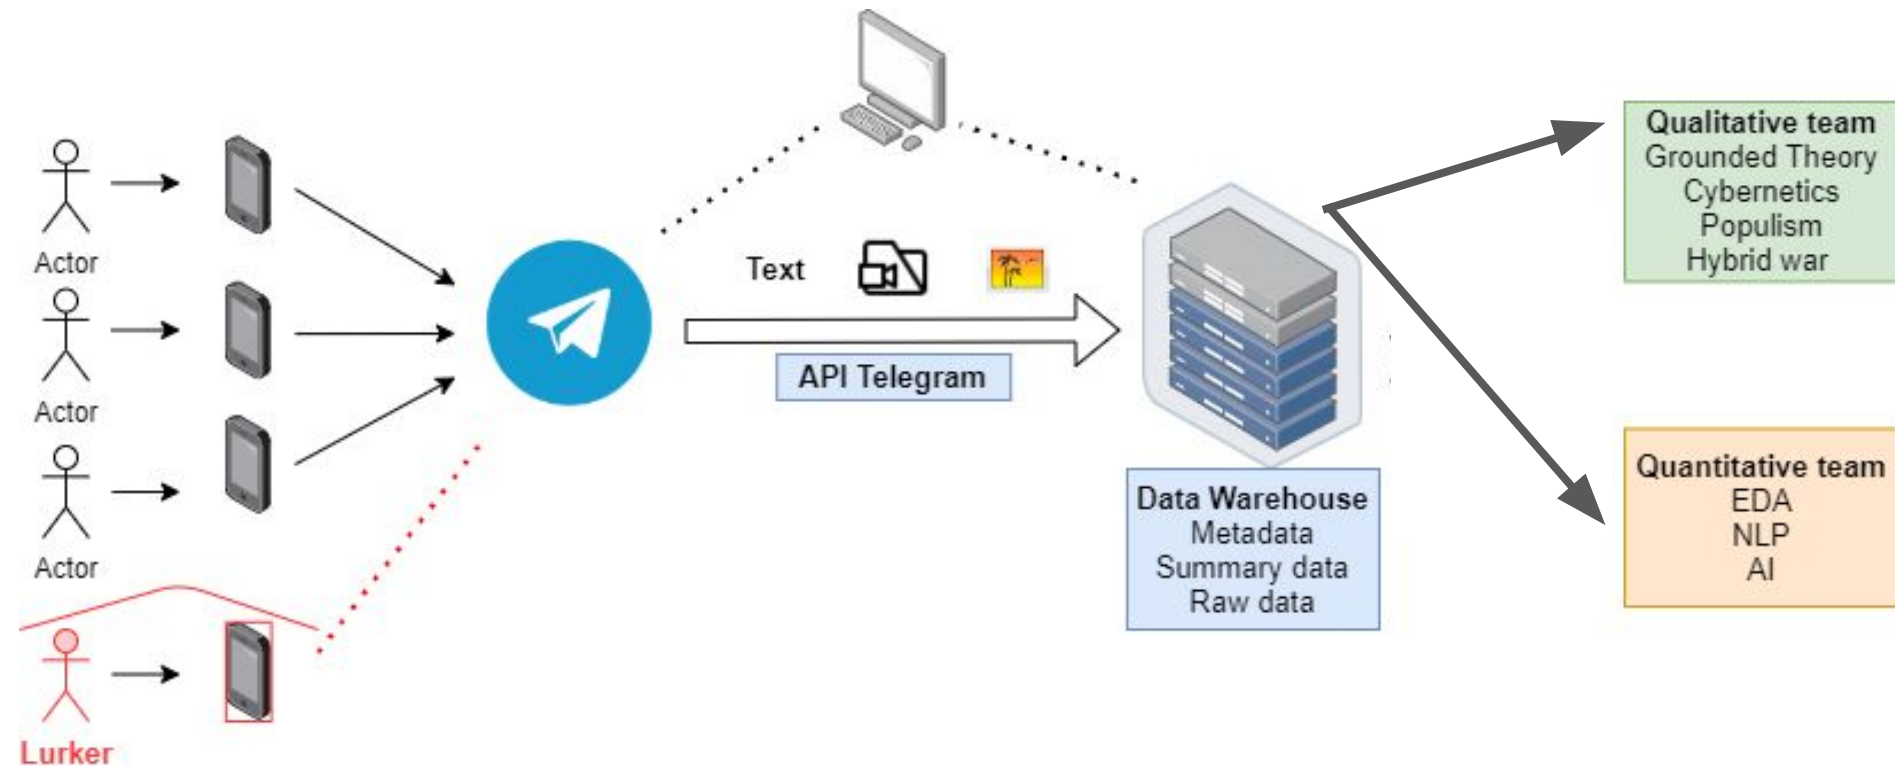 Actor
Actor
Actor
Lurker
Text
API Telegram
Data Warehouse
Metadata
Summary data
Raw data
Qualitative team
Grounded Theory
Cybernetics
Populism
Hybrid war
Quantitative team
EDA
NLP
AI